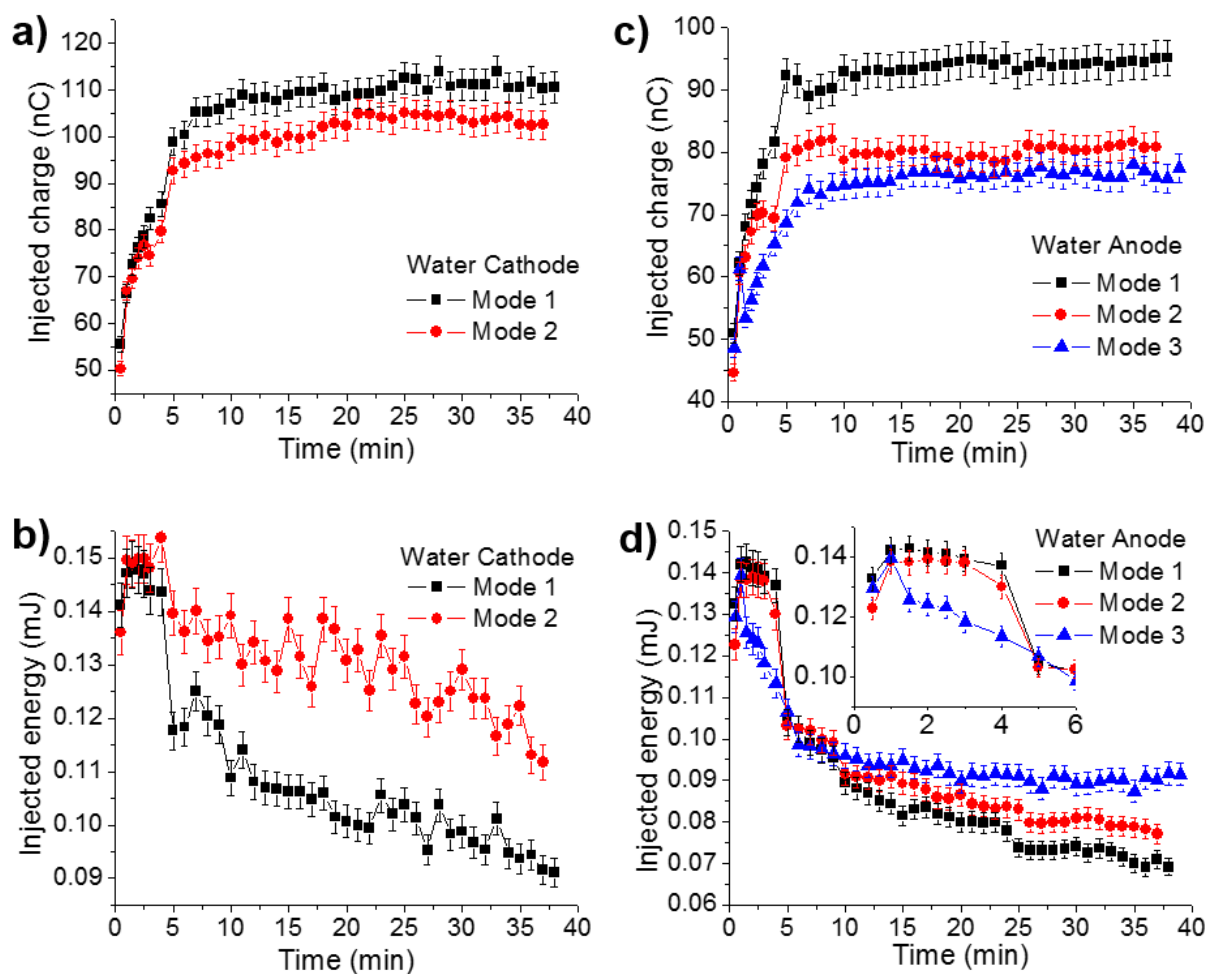 a)
Injected charge (nC)
120
110
100
90
80
70
60
50
Water Cathode
Mode 1
Mode 2
0 5 10 15 20 25 30 35 40
Time (min)
c)
Injected charge (nC)
100
90
80
70
60
50
40
Water Anode
Mode 1
Mode 2
Mode 3
0 5 10 15 20 25 30 35 40
Time (min)
b)
Injected energy (mJ)
0.15
0.14
0.13
0.12
0.11
0.10
0.09
Water Cathode
Mode 1
Mode 2
0 5 10 15 20 25 30 35 40
Time (min)
d)
Injected energy (mJ)
0.15
0.14
0.13
0.12
0.11
0.10
0.09
0.08
0.07
0.06
0.14
0.12
0.10
0 2 4 6
Water Anode
Mode 1
Mode 2
Mode 3
0 5 10 15 20 25 30 35 40
Time (min)